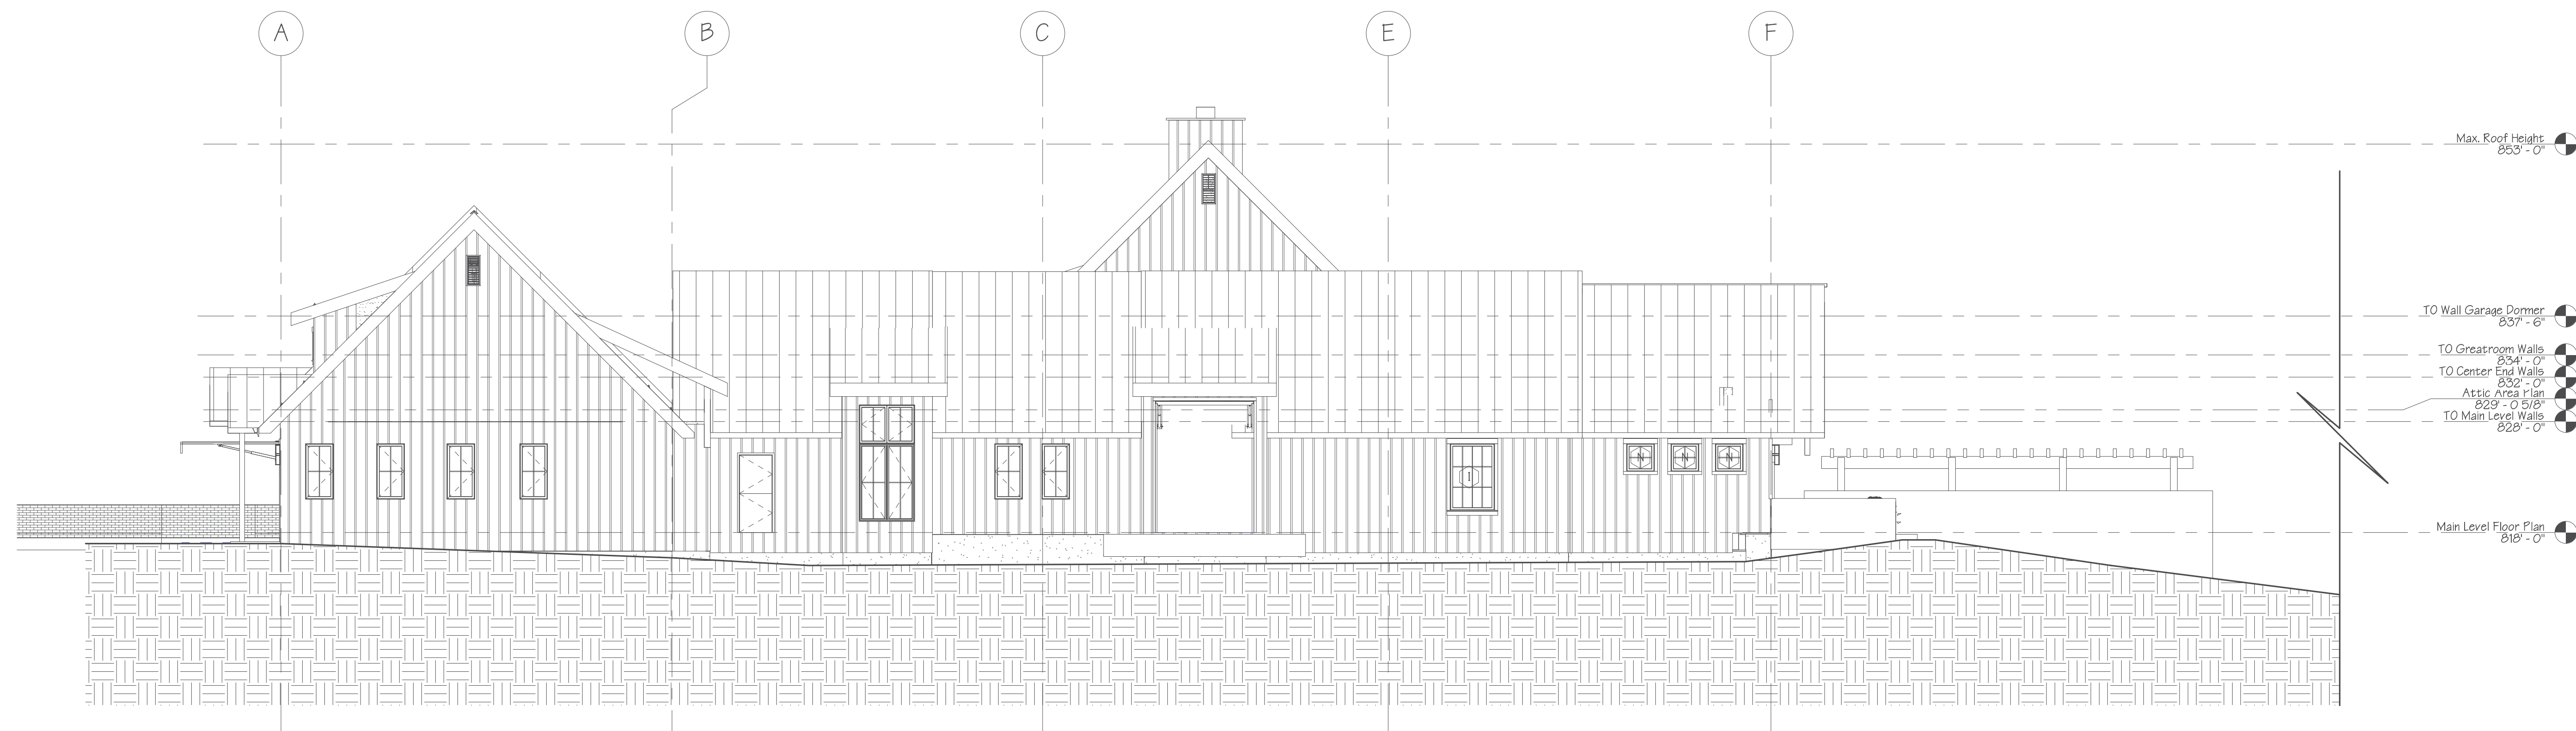 A
B
C
E
F
Max. Roof Height
853' - 0"
TO Wall Garage Dormer
837' - 6"
TO Greatroom Walls
834' - 0"
TO Center End Walls
832' - 0"
Attic Area Plan
829' - 0 5/8"
TO Main Level Walls
828' - 0"
I
N
N
N
Main Level Floor Plan
818' - 0"